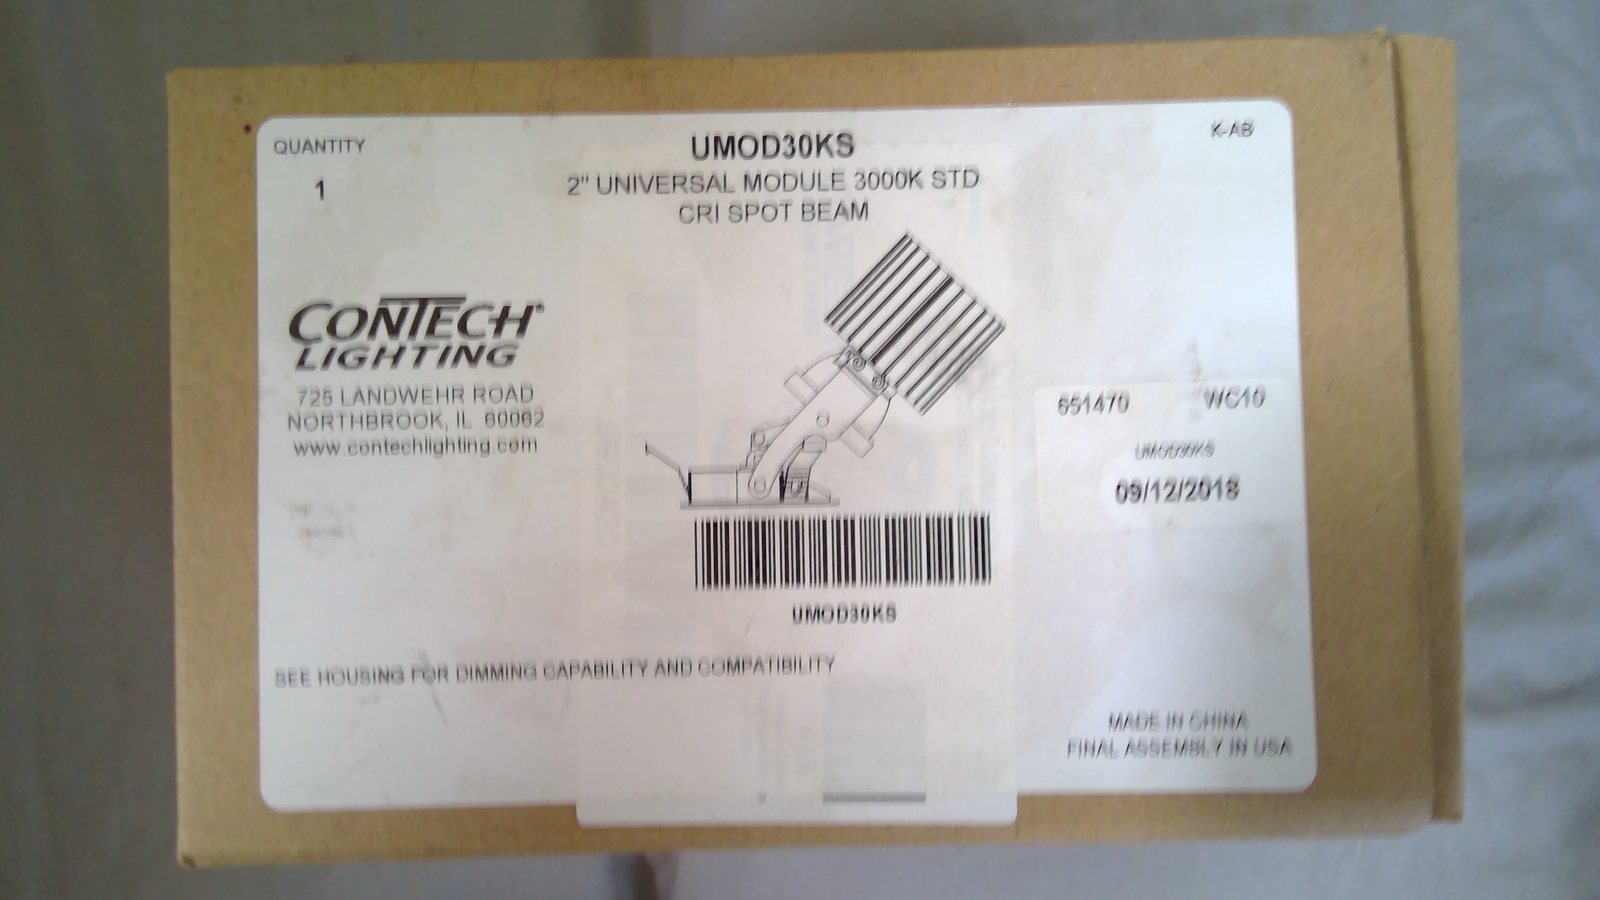 QUANTITY
1
UMOD30KS
2" UNIVERSAL MODULE 3000K STD
CRI SPOT BEAM
K-AB
CONTECH®
LIGHTING
725 LANDWEHR ROAD
NORTHBROOK, IL 60062
www.contechlighting.com
651470 WC10
UMOD30KS
09/12/2018
UMOD30KS
SEE HOUSING FOR DIMMING CAPABILITY AND COMPATIBILITY
MADE IN CHINA
FINAL ASSEMBLY IN USA